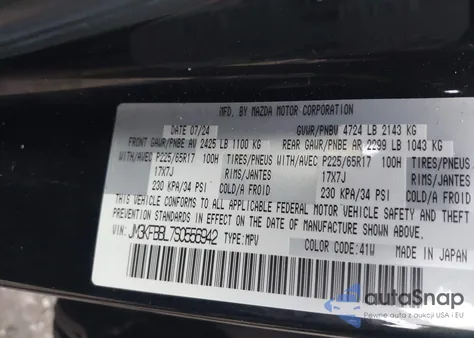 MFD. BY MAZDA MOTOR CORPORATION
DATE 07/24 GVWR/PNBV 4724 LB 2143 KG
FRONT GAWR/PNBE AV 2425 LB 1100 KG REAR GAWR/PNBE AR 2299 LB 1043 KG
WITH/AVEC P225/65R17 100H TIRES/PNEUS WITH/AVEC P225/65R17 100H TIRES/PNEUS
17X7J RIMS/JANTES 17X7J RIMS/JANTES
230 KPA/34 PSI COLD/A FROID 230 KPA/34 PSI COLD/A FROID
THIS VEHICLE CONFORMS TO ALL APPLICABLE FEDERAL MOTOR VEHICLE SAFETY AND THEFT
PREVENTION STANDARDS IN EFFECT ON THE DATE OF MANUFACTURE SHOWN ABOVE.
VIN: JM3KFBBL7S0556942 TYPE: MPV
COLOR CODE: 41W MADE IN JAPAN
autoSnap
Pewne auta z aukcji USA i EU